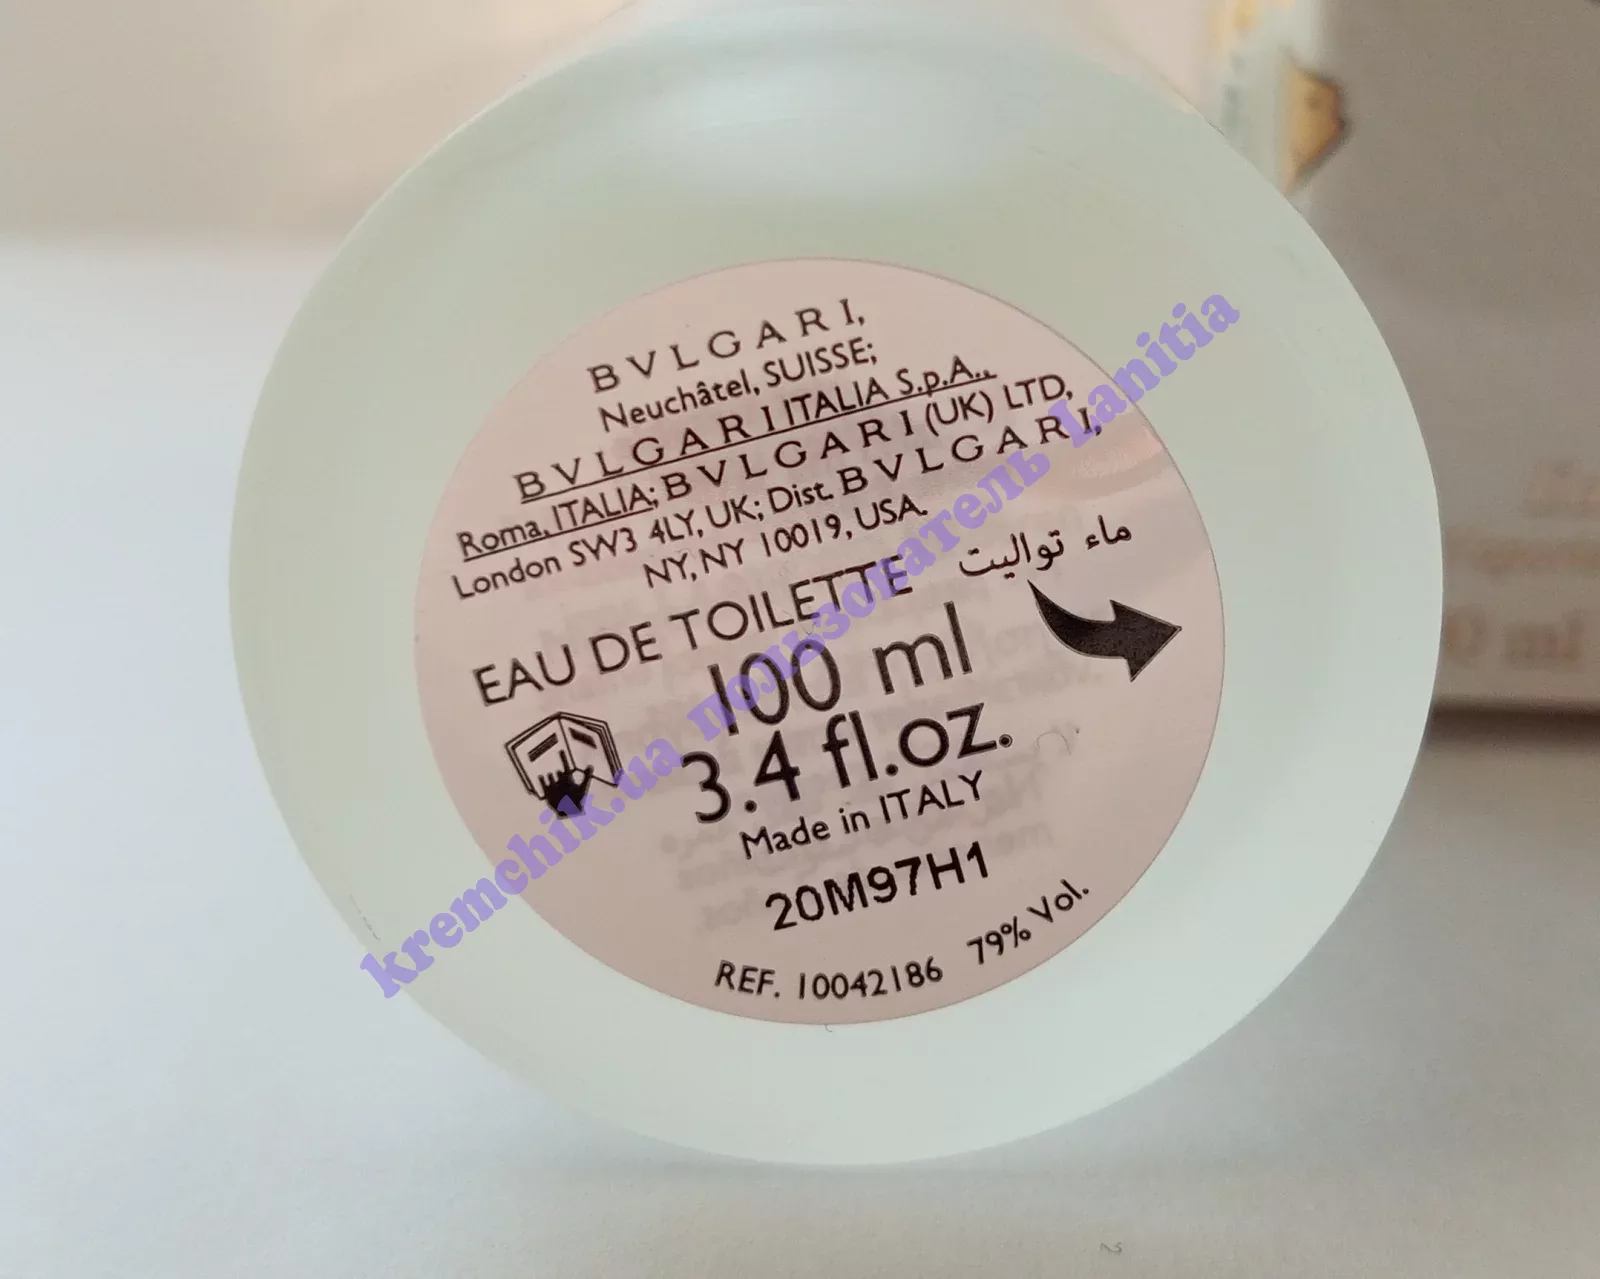 BVLGARI,
Neuchâtel, SUISSE;
BVLGARI ITALIA S.p.A.,
Roma, ITALIA; BVLGARI (UK) LTD,
London SW3 4LY, UK; Dist. BVLGARI,
NY, NY 10019, USA.
EAU DE TOILETTE ماء تواليت
100 ml
3.4 fl.oz.
Made in ITALY
20M97H1
REF. 10042186 79% Vol.
kremchik.ua пользователь Lanitia